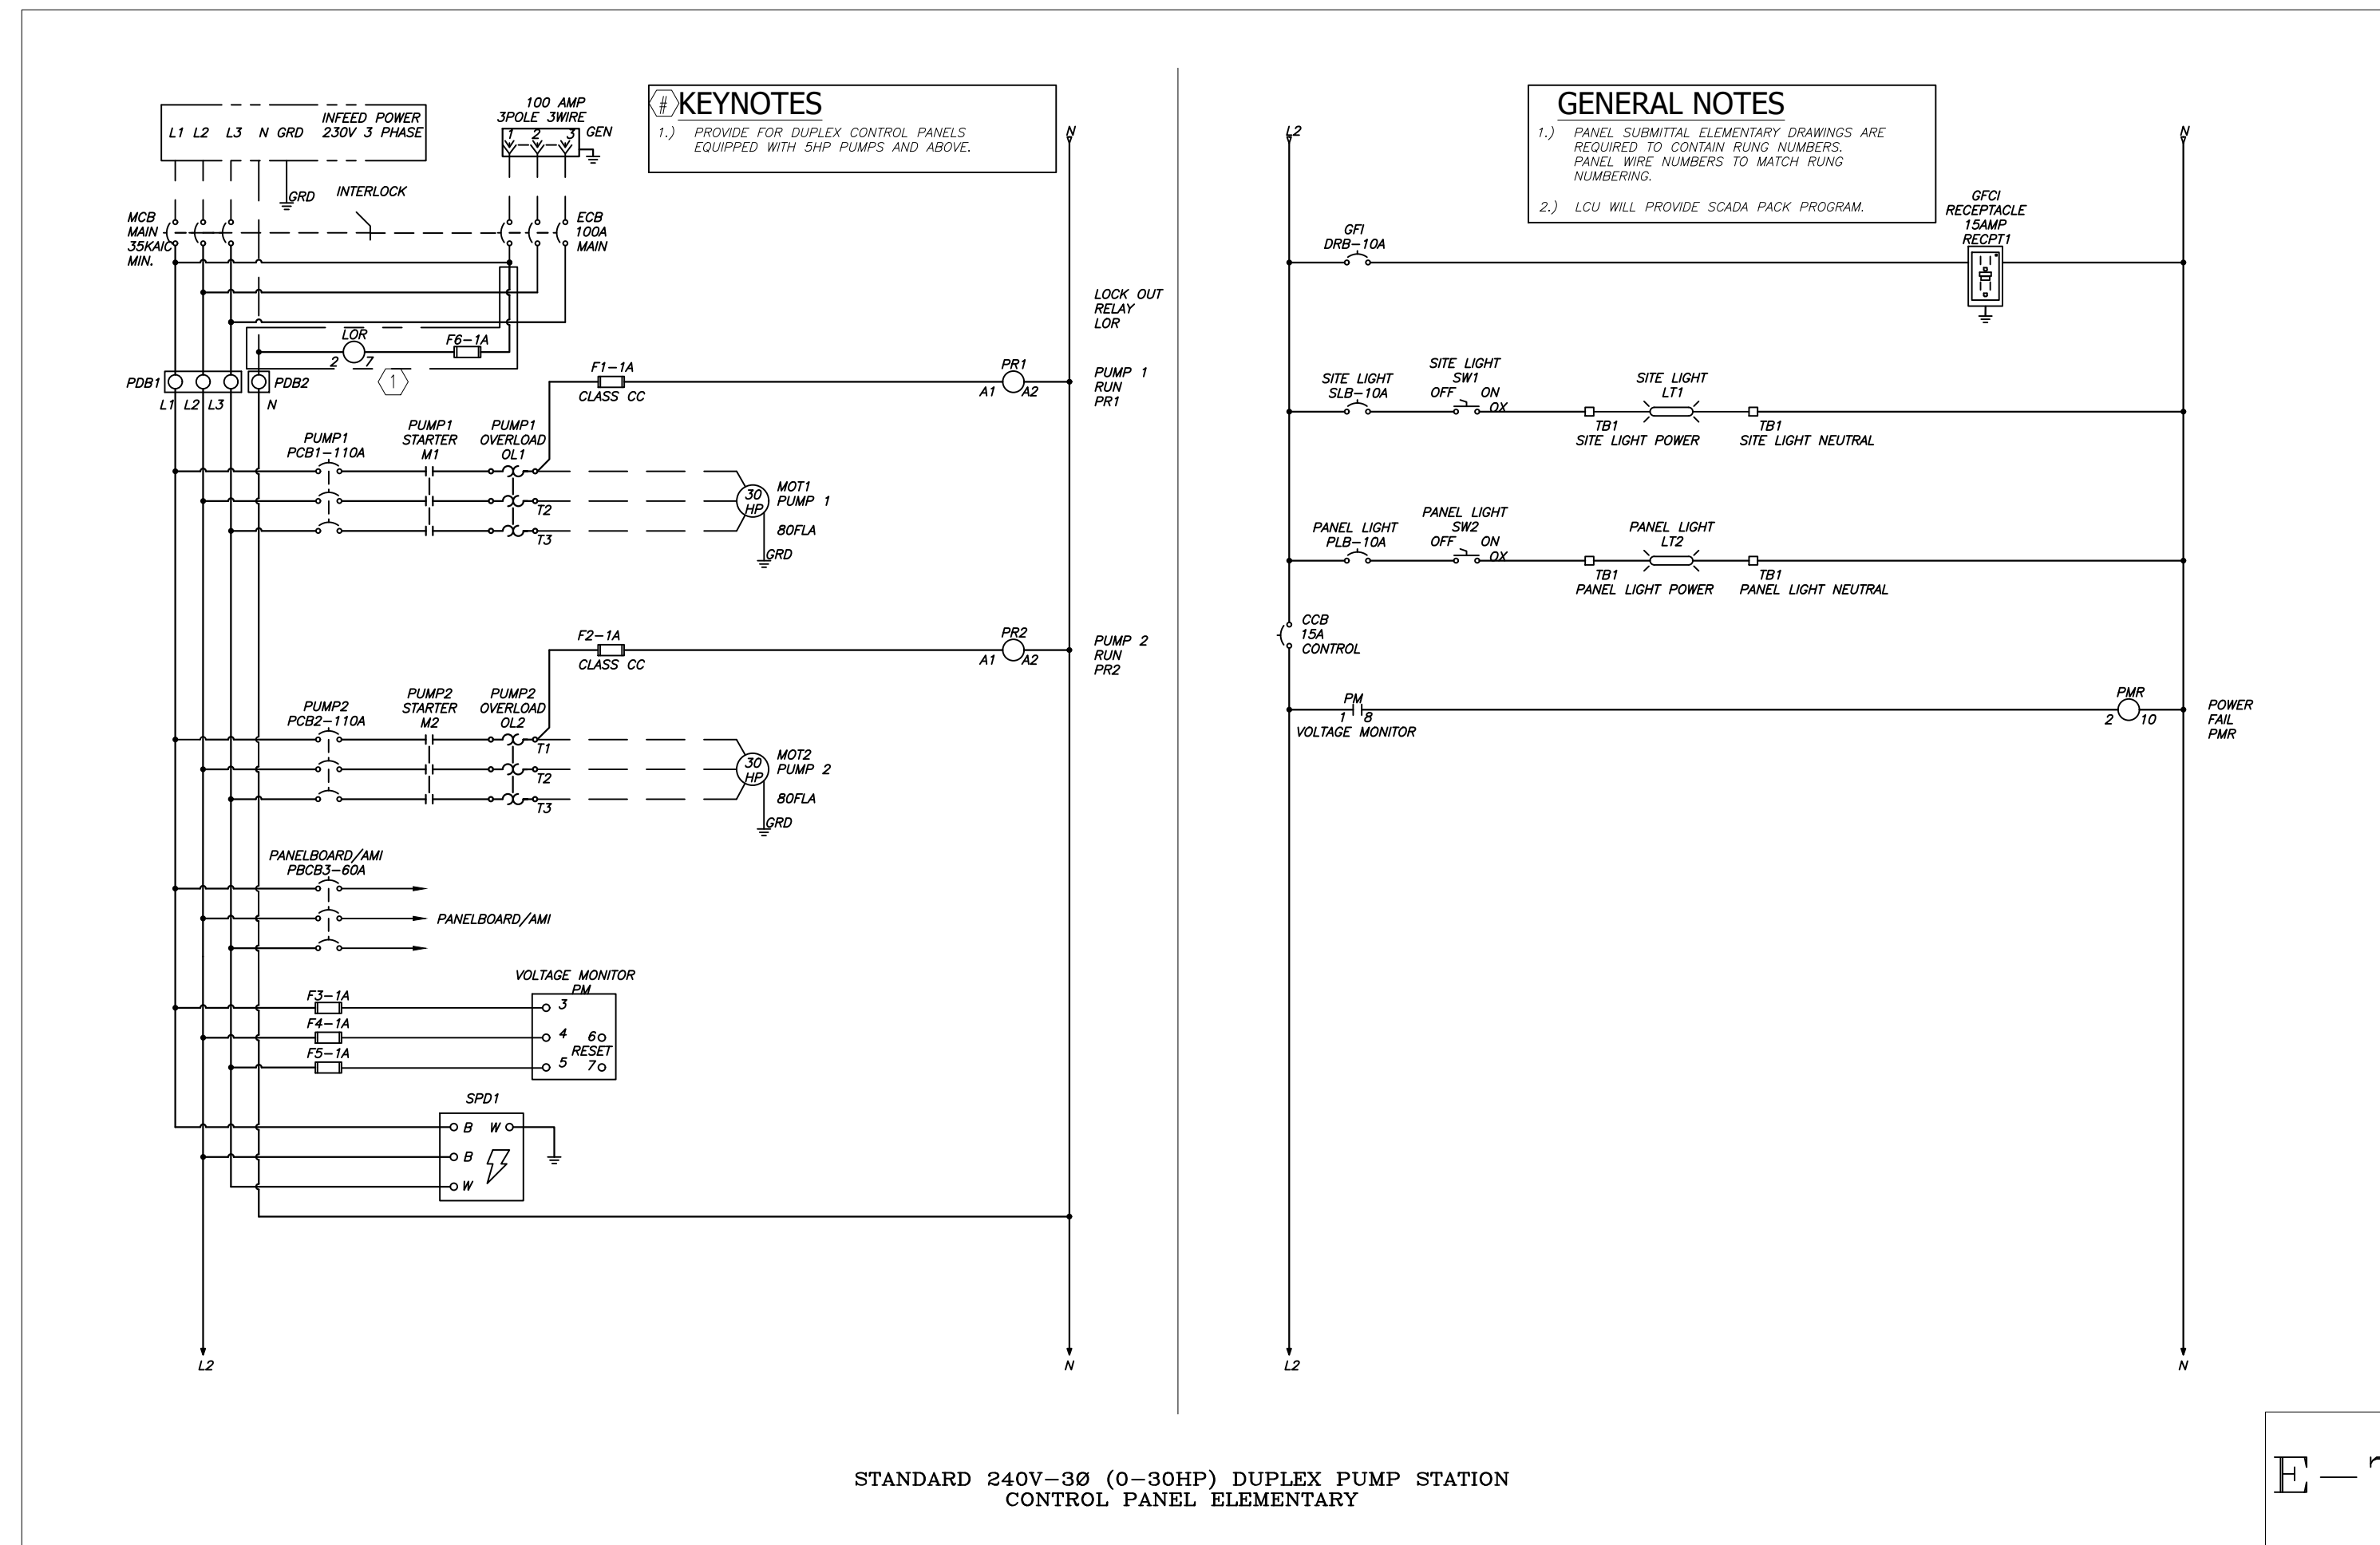 INFEED POWER
L1 L2 L3 N GRD 230V 3 PHASE
100 AMP
3POLE 3WIRE
1 2 3 GEN
GRD
INTERLOCK
MCB
MAIN
35KAIC
MIN.
ECB
100A
MAIN
# KEYNOTES
1.) PROVIDE FOR DUPLEX CONTROL PANELS
EQUIPPED WITH 5HP PUMPS AND ABOVE.
N
LOCK OUT
RELAY
LOR
LOR
2 7
F6-1A
1
PDB1
PDB2
L1 L2 L3 N
F1-1A
CLASS CC
PR1
A1 A2
PUMP 1
RUN
PR1
PUMP1
PCB1-110A
PUMP1
STARTER
M1
PUMP1
OVERLOAD
OL1
T2
T3
30
HP
MOT1
PUMP 1
80FLA
GRD
F2-1A
CLASS CC
PR2
A1 A2
PUMP 2
RUN
PR2
PUMP2
PCB2-110A
PUMP2
STARTER
M2
PUMP2
OVERLOAD
OL2
T1
T2
T3
30
HP
MOT2
PUMP 2
80FLA
GRD
PANELBOARD/AMI
PBCB3-60A
PANELBOARD/AMI
VOLTAGE MONITOR
PM
F3-1A
F4-1A
F5-1A
3
4 6
RESET
5 7
SPD1
B W
B
W
L2
N
L2
GENERAL NOTES
1.) PANEL SUBMITTAL ELEMENTARY DRAWINGS ARE
REQUIRED TO CONTAIN RUNG NUMBERS.
PANEL WIRE NUMBERS TO MATCH RUNG
NUMBERING.
2.) LCU WILL PROVIDE SCADA PACK PROGRAM.
N
GFI
DRB-10A
GFCI
RECEPTACLE
15AMP
RECPT1
SITE LIGHT
SLB-10A
SITE LIGHT
SW1
OFF ON
OX
SITE LIGHT
LT1
TB1
SITE LIGHT POWER
TB1
SITE LIGHT NEUTRAL
PANEL LIGHT
PLB-10A
PANEL LIGHT
SW2
OFF ON
OX
PANEL LIGHT
LT2
TB1
PANEL LIGHT POWER
TB1
PANEL LIGHT NEUTRAL
CCB
15A
CONTROL
PM
1 8
VOLTAGE MONITOR
PMR
2 10
POWER
FAIL
PMR
L2
N
STANDARD 240V-3Ø (0-30HP) DUPLEX PUMP STATION
CONTROL PANEL ELEMENTARY
E-